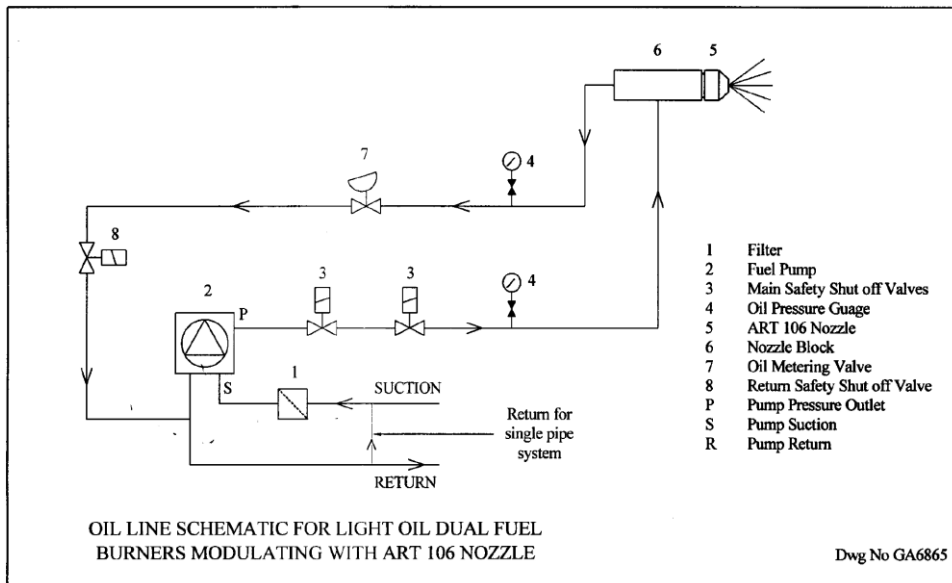 6 5
7
4
8
3 3
4
2
P
1
S
SUCTION
Return for
single pipe
system
RETURN
1 Filter
2 Fuel Pump
3 Main Safety Shut off Valves
4 Oil Pressure Guage
5 ART 106 Nozzle
6 Nozzle Block
7 Oil Metering Valve
8 Return Safety Shut off Valve
P Pump Pressure Outlet
S Pump Suction
R Pump Return
OIL LINE SCHEMATIC FOR LIGHT OIL DUAL FUEL
BURNERS MODULATING WITH ART 106 NOZZLE
Dwg No GA6865